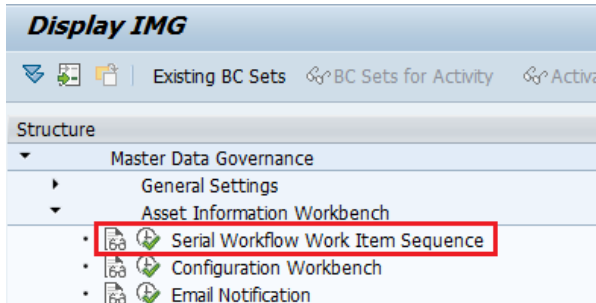 Display IMG
Existing BC Sets BC Sets for Activity Activa
Structure
Master Data Governance
General Settings
Asset Information Workbench
Serial Workflow Work Item Sequence
Configuration Workbench
Email Notification